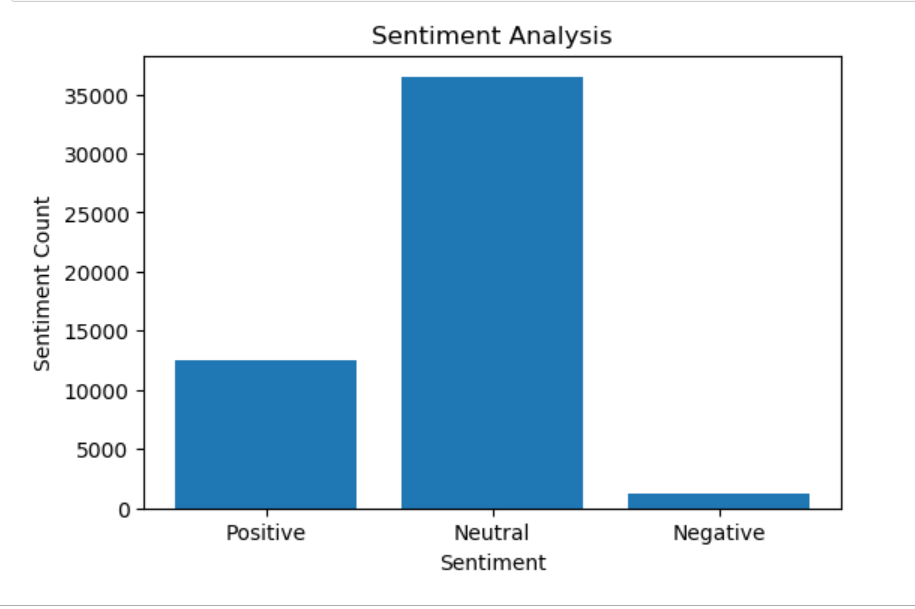 Sentiment Analysis
35000
30000
25000
20000
15000
10000
5000
0
Sentiment Count
Positive Neutral Negative
Sentiment